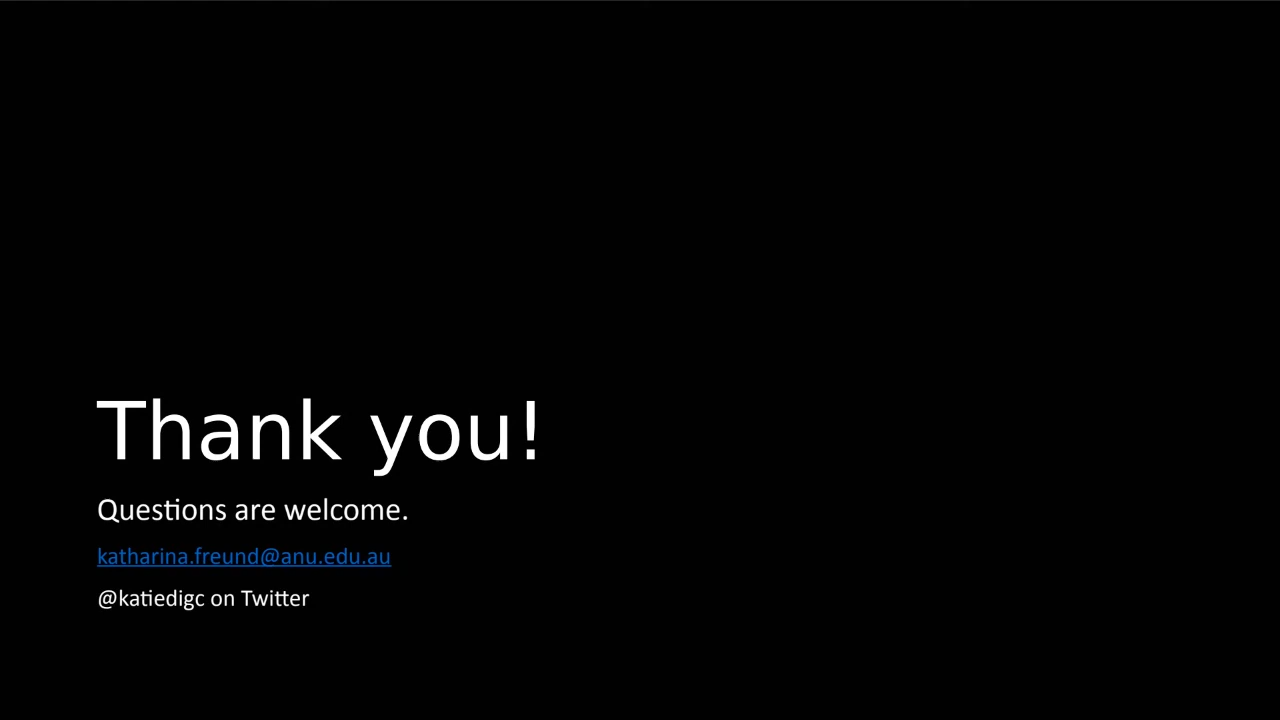 Thank you!
Questions are welcome.
katharina.freund@anu.edu.au
@katiedigc on Twitter